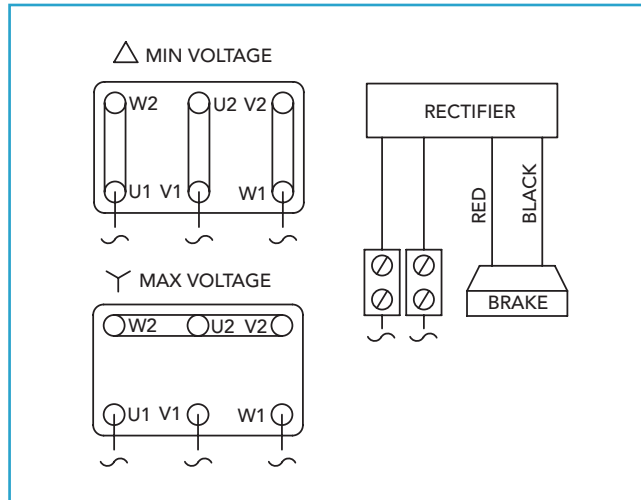 △ MIN VOLTAGE
W2 U2 V2
U1 V1 W1
Y MAX VOLTAGE
W2 U2 V2
U1 V1 W1
RECTIFIER
RED
BLACK
BRAKE